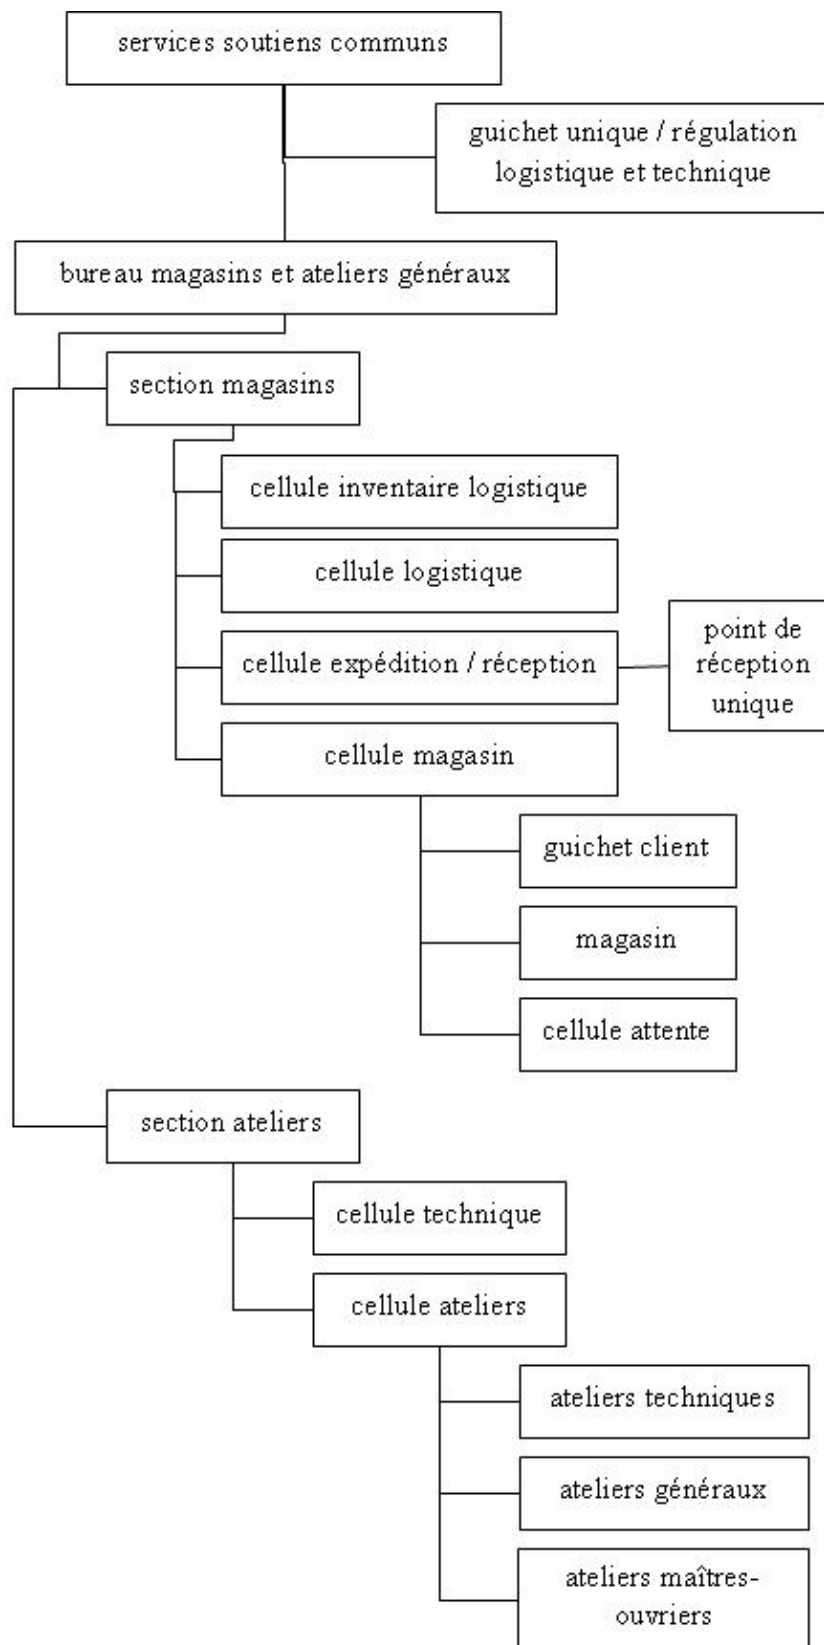 services soutiens communs
guichet unique / régulation
logistique et technique
bureau magasins et ateliers généraux
section magasins
cellule inventaire logistique
cellule logistique
cellule expédition / réception
point de
réception
unique
cellule magasin
guichet client
magasin
cellule attente
section ateliers
cellule technique
cellule ateliers
ateliers techniques
ateliers généraux
ateliers maîtres-
ouvriers